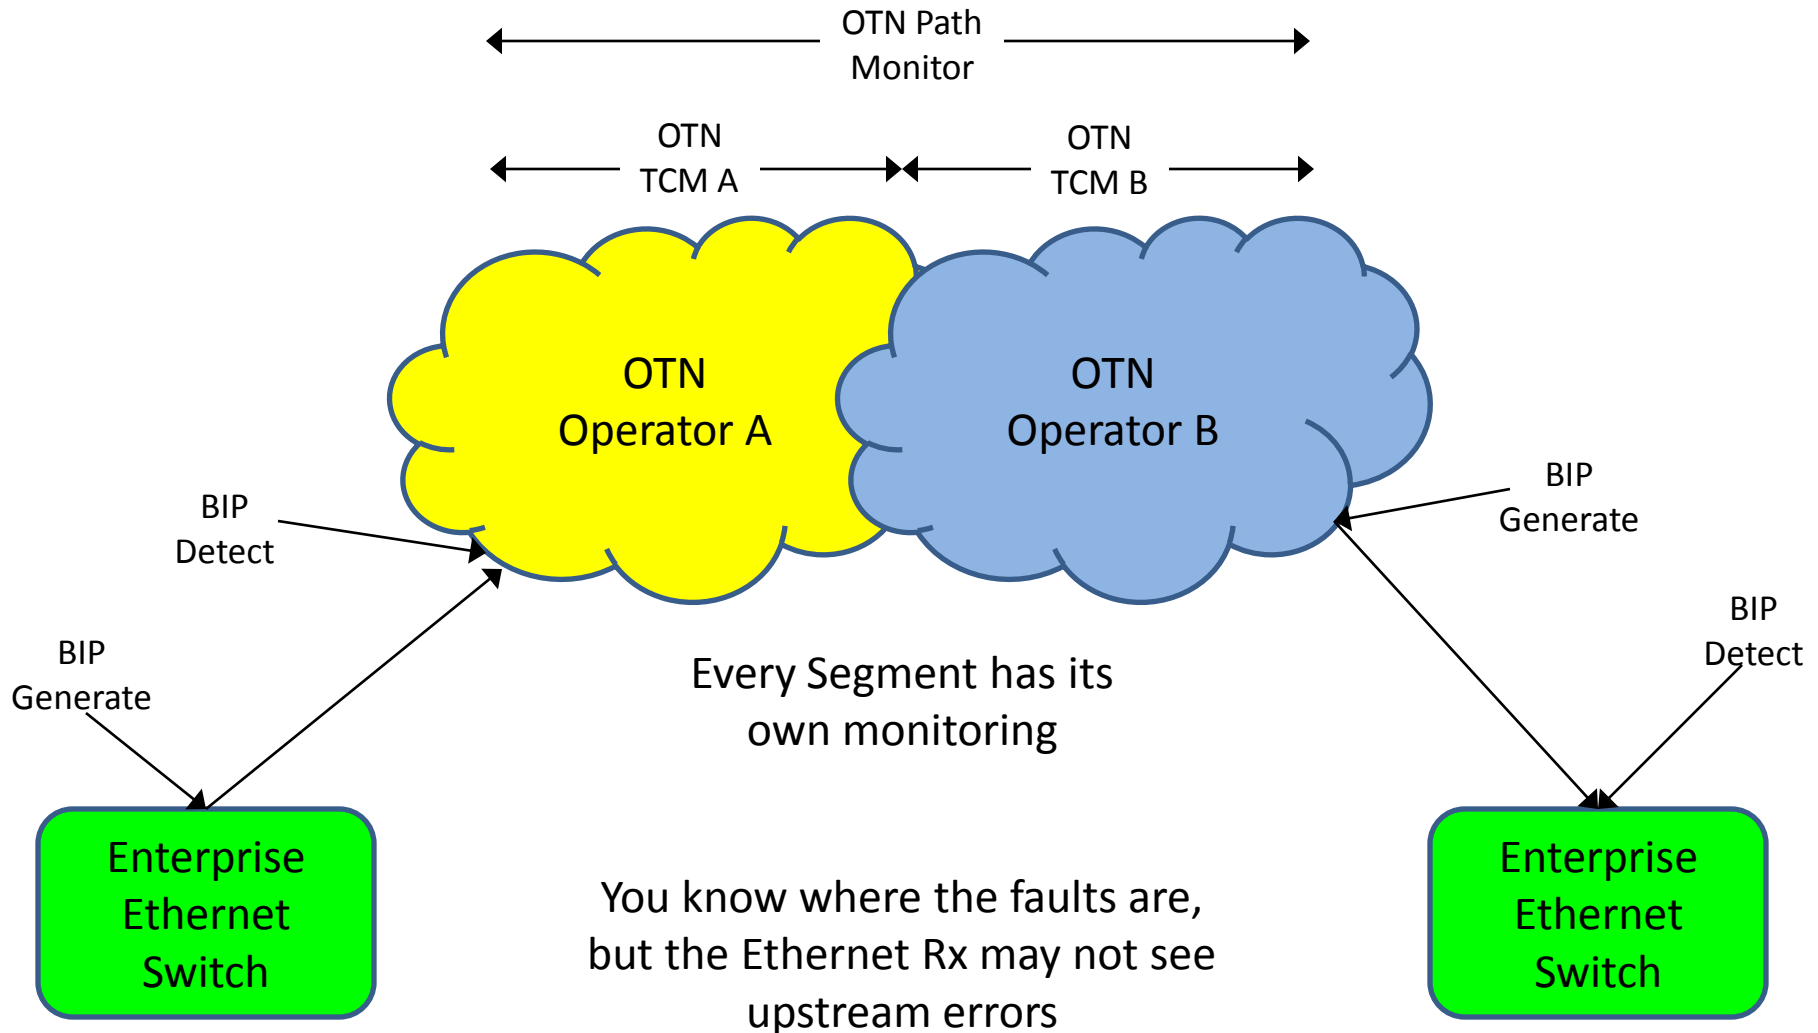 OTN Path
Monitor
OTN
TCM A
OTN
TCM B
OTN
Operator A
OTN
Operator B
BIP
Detect
BIP
Generate
BIP
Generate
BIP
Detect
Every Segment has its
own monitoring
Enterprise
Ethernet
Switch
You know where the faults are,
but the Ethernet Rx may not see
upstream errors
Enterprise
Ethernet
Switch